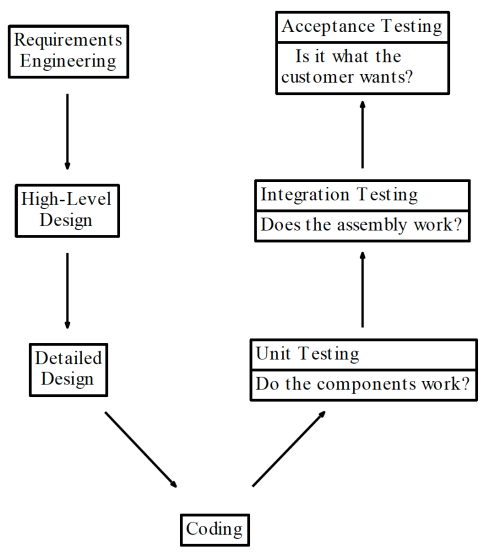 Requirements
Engineering
High-Level
Design
Detailed
Design
Coding
Unit Testing
Do the components work?
Integration Testing
Does the assembly work?
Acceptance Testing
Is it what the
customer wants?